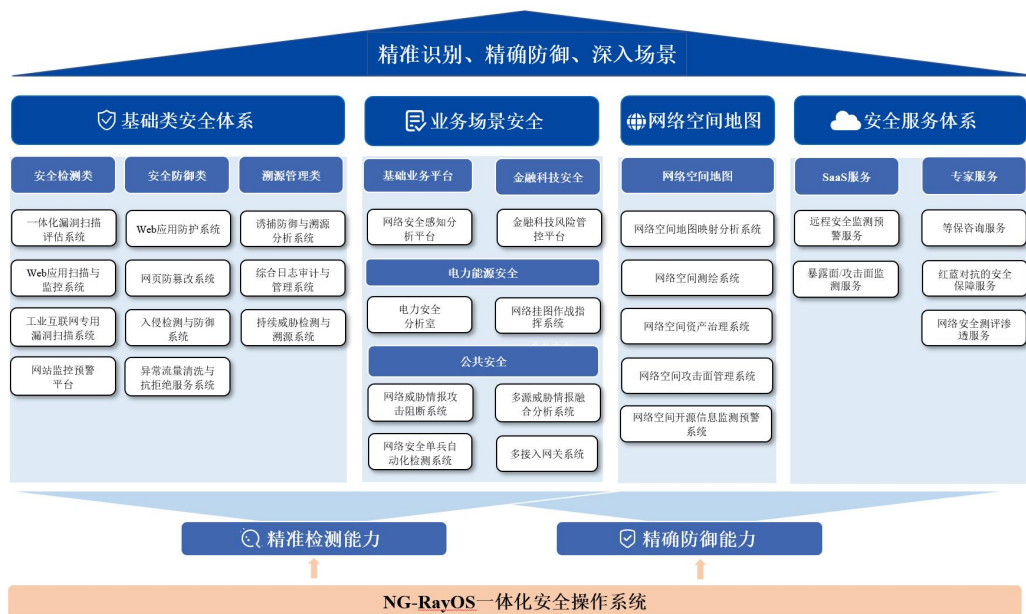 精准识别、精确防御、深入场景
基础类安全体系
业务场景安全
网络空间地图
安全服务体系
安全检测类
安全防御类
溯源管理类
一体化漏洞扫描
评估系统
Web应用防护系统
诱捕防御与溯源
分析系统
Web应用扫描与
监控系统
网页防篡改系统
综合日志审计与
管理系统
工业互联网专用
漏洞扫描系统
入侵检测与防御
系统
持续威胁检测与
溯源系统
网站监控预警
平台
异常流量清洗与
抗拒绝服务系统
基础业务平台
金融科技安全
网络安全感知分
析平台
金融科技风险管
控平台
电力能源安全
电力安全
分析室
网络挂图作战指
挥系统
公共安全
网络威胁情报攻
击阻断系统
多源威胁情报融
合分析系统
网络安全单兵自
动化检测系统
多接入网关系统
网络空间地图
网络空间地图映射分析系统
网络空间测绘系统
网络空间资产治理系统
网络空间攻击面管理系统
网络空间开源信息监测预警
系统
SaaS服务
专家服务
远程安全监测预
警服务
等保咨询服务
暴露面/攻击面监
测服务
红蓝对抗的安全
保障服务
网络安全测评渗
透服务
精准检测能力
精确防御能力
NG-RayOS一体化安全操作系统